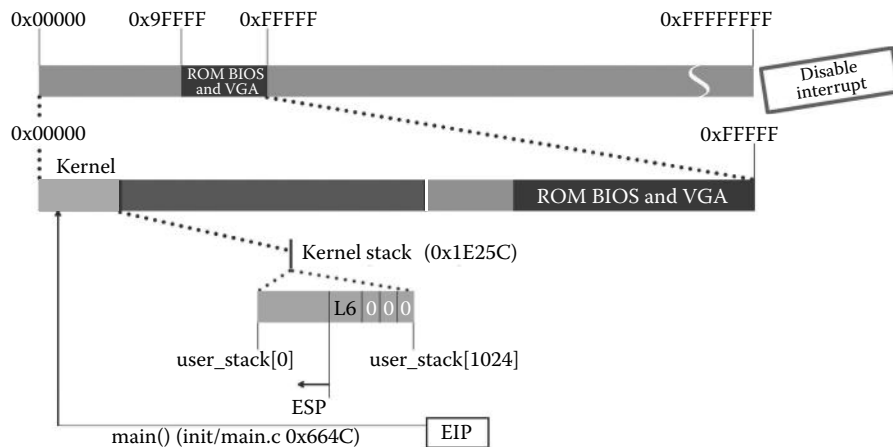 0x00000 0x9FFFF 0xFFFFF 0xFFFFFFFF
ROM BIOS
and VGA
Disable
interrupt
0x00000 0xFFFFF
Kernel
ROM BIOS and VGA
Kernel stack (0x1E25C)
L6 0 0 0
user_stack[0] user_stack[1024]
ESP
main() (init/main.c 0x664C) EIP